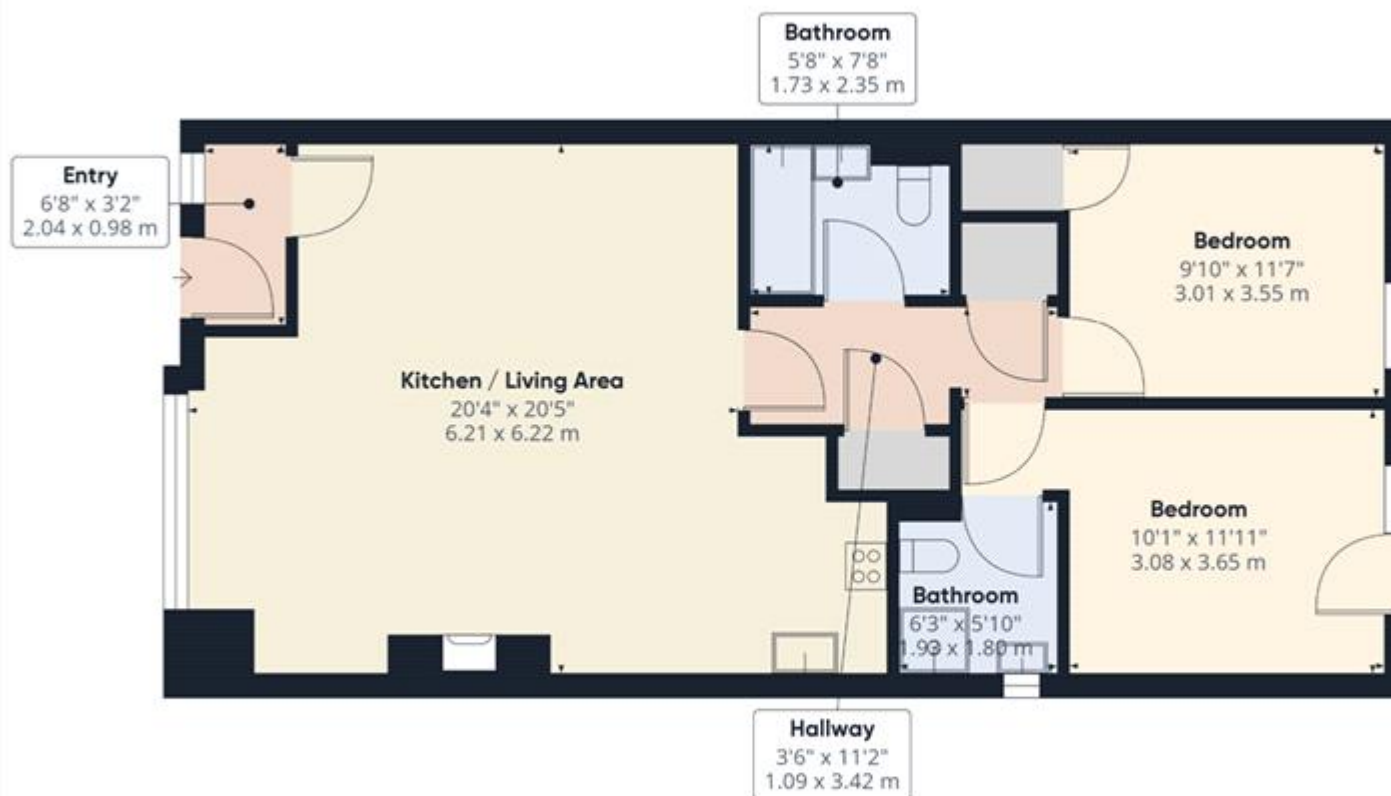 Bathroom
5'8" x 7'8"
1.73 x 2.35 m
Entry
6'8" x 3'2"
2.04 x 0.98 m
Bedroom
9'10" x 11'7"
3.01 x 3.55 m
Kitchen / Living Area
20'4" x 20'5"
6.21 x 6.22 m
Bedroom
10'1" x 11'11"
3.08 x 3.65 m
Bathroom
6'3" x 5'10"
1.93 x 1.80 m
Hallway
3'6" x 11'2"
1.09 x 3.42 m